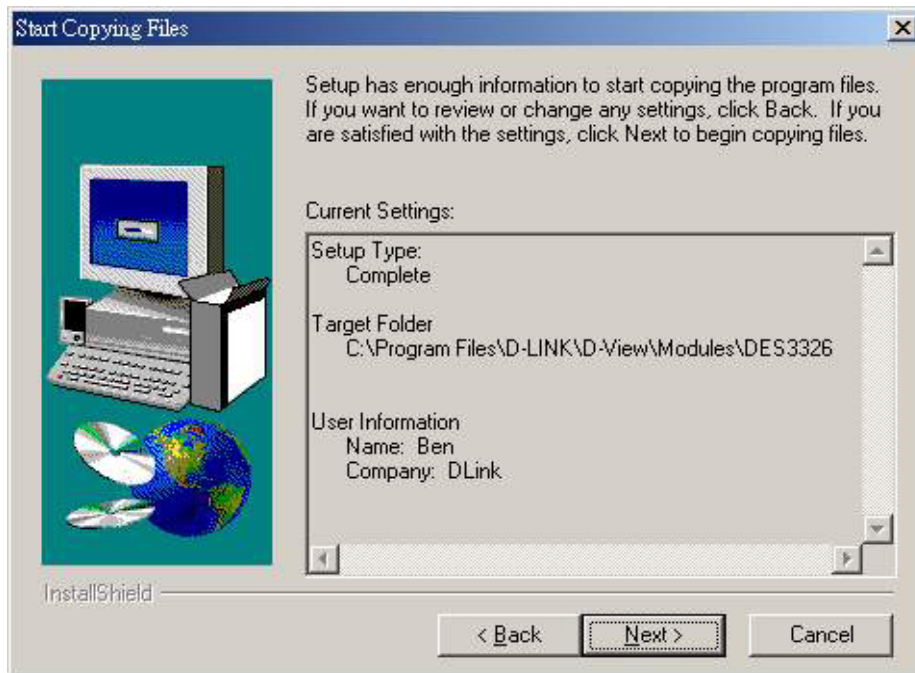 Start Copying Files
Setup has enough information to start copying the program files.
If you want to review or change any settings, click Back.  If you
are satisfied with the settings, click Next to begin copying files.
Current Settings:
Setup Type:
Complete
Target Folder
C:\Program Files\D-LINK\D-View\Modules\DES3326
User Information
Name:  Ben
Company:  DLink
InstallShield
< Back
Next >
Cancel